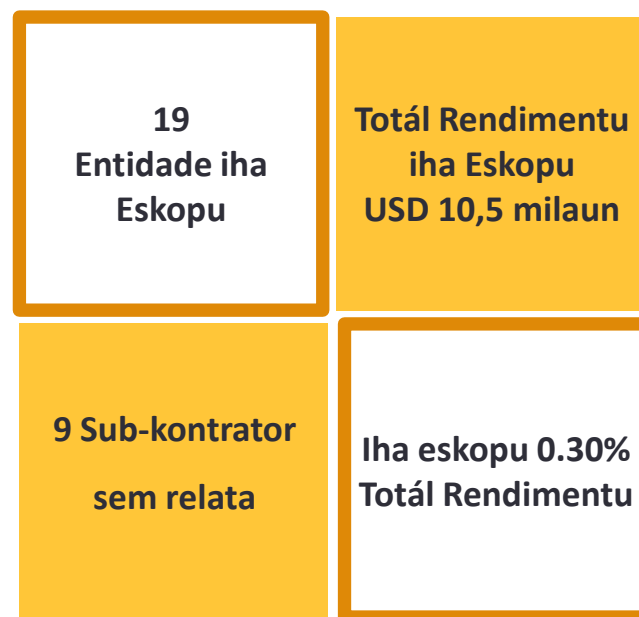 19
Entidade iha
Eskopu
Totál Rendimentu
iha Eskopu
USD 10,5 milaun
9 Sub-kontrator
sem relata
Iha eskopu 0.30%
Totál Rendimentu